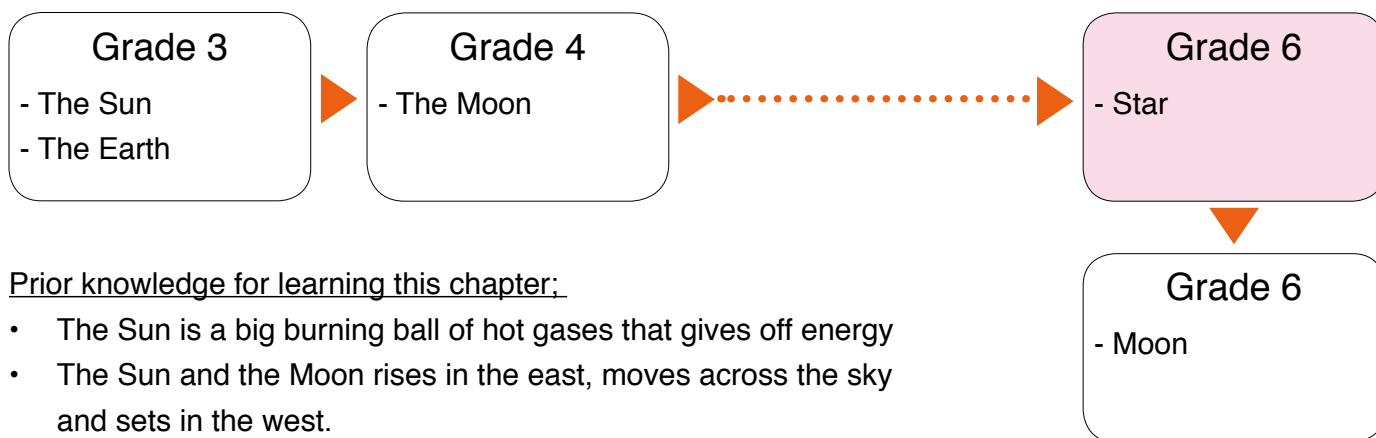 Grade 3
- The Sun
- The Earth
Grade 4
- The Moon
Grade 6
- Star
Grade 6
- Moon
Prior knowledge for learning this chapter;
• The Sun is a big burning ball of hot gases that gives off energy
• The Sun and the Moon rises in the east, moves across the sky
and sets in the west.